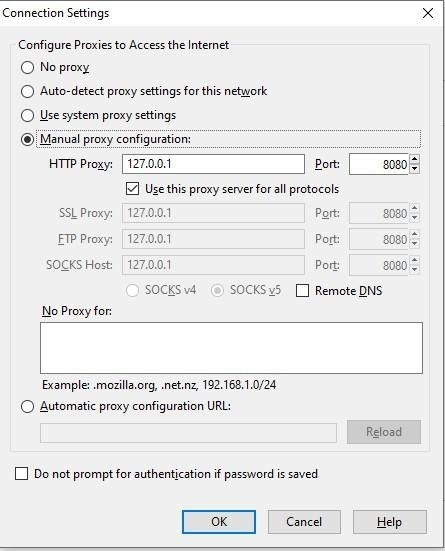 Connection Settings
Configure Proxies to Access the Internet
No proxy
Auto-detect proxy settings for this network
Use system proxy settings
Manual proxy configuration:
HTTP Proxy: 127.0.0.1 Port: 8080
Use this proxy server for all protocols
SSL Proxy: 127.0.0.1 Port: 8080
FTP Proxy: 127.0.0.1 Port: 8080
SOCKS Host: 127.0.0.1 Port: 8080
SOCKS v4 SOCKS v5 Remote DNS
No Proxy for:
Example: .mozilla.org, .net.nz, 192.168.1.0/24
Automatic proxy configuration URL:
Reload
Do not prompt for authentication if password is saved
OK Cancel Help